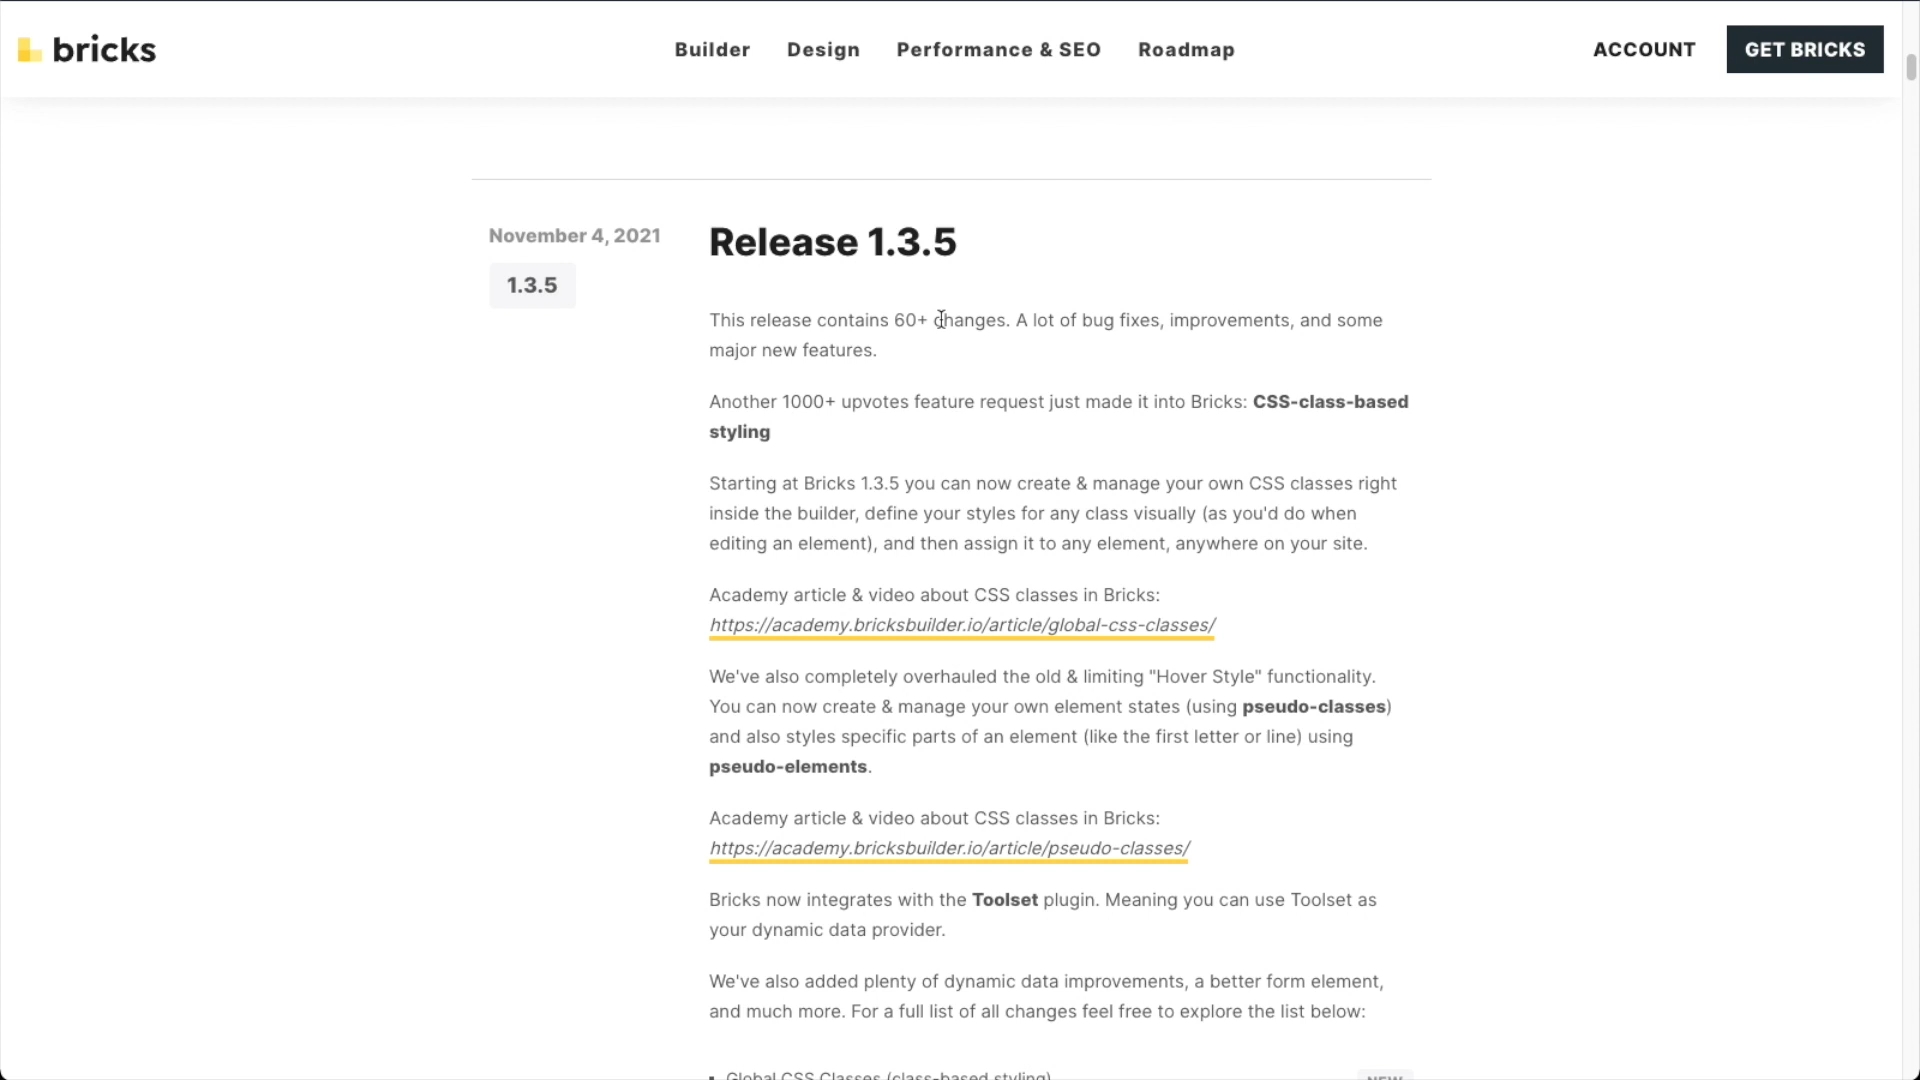 bricks
Builder
Design
Performance & SEO
Roadmap
ACCOUNT
GET BRICKS
November 4, 2021
1.3.5
Release 1.3.5
This release contains 60+ changes. A lot of bug fixes, improvements, and some
major new features.
Another 1000+ upvotes feature request just made it into Bricks: CSS-class-based
styling
Starting at Bricks 1.3.5 you can now create & manage your own CSS classes right
inside the builder, define your styles for any class visually (as you'd do when
editing an element), and then assign it to any element, anywhere on your site.
Academy article & video about CSS classes in Bricks:
https://academy.bricksbuilder.io/article/global-css-classes/
We've also completely overhauled the old & limiting "Hover Style" functionality.
You can now create & manage your own element states (using pseudo-classes)
and also styles specific parts of an element (like the first letter or line) using
pseudo-elements.
Academy article & video about CSS classes in Bricks:
https://academy.bricksbuilder.io/article/pseudo-classes/
Bricks now integrates with the Toolset plugin. Meaning you can use Toolset as
your dynamic data provider.
We've also added plenty of dynamic data improvements, a better form element,
and much more. For a full list of all changes feel free to explore the list below:
Global CSS Classes (class-based styling)
NEW